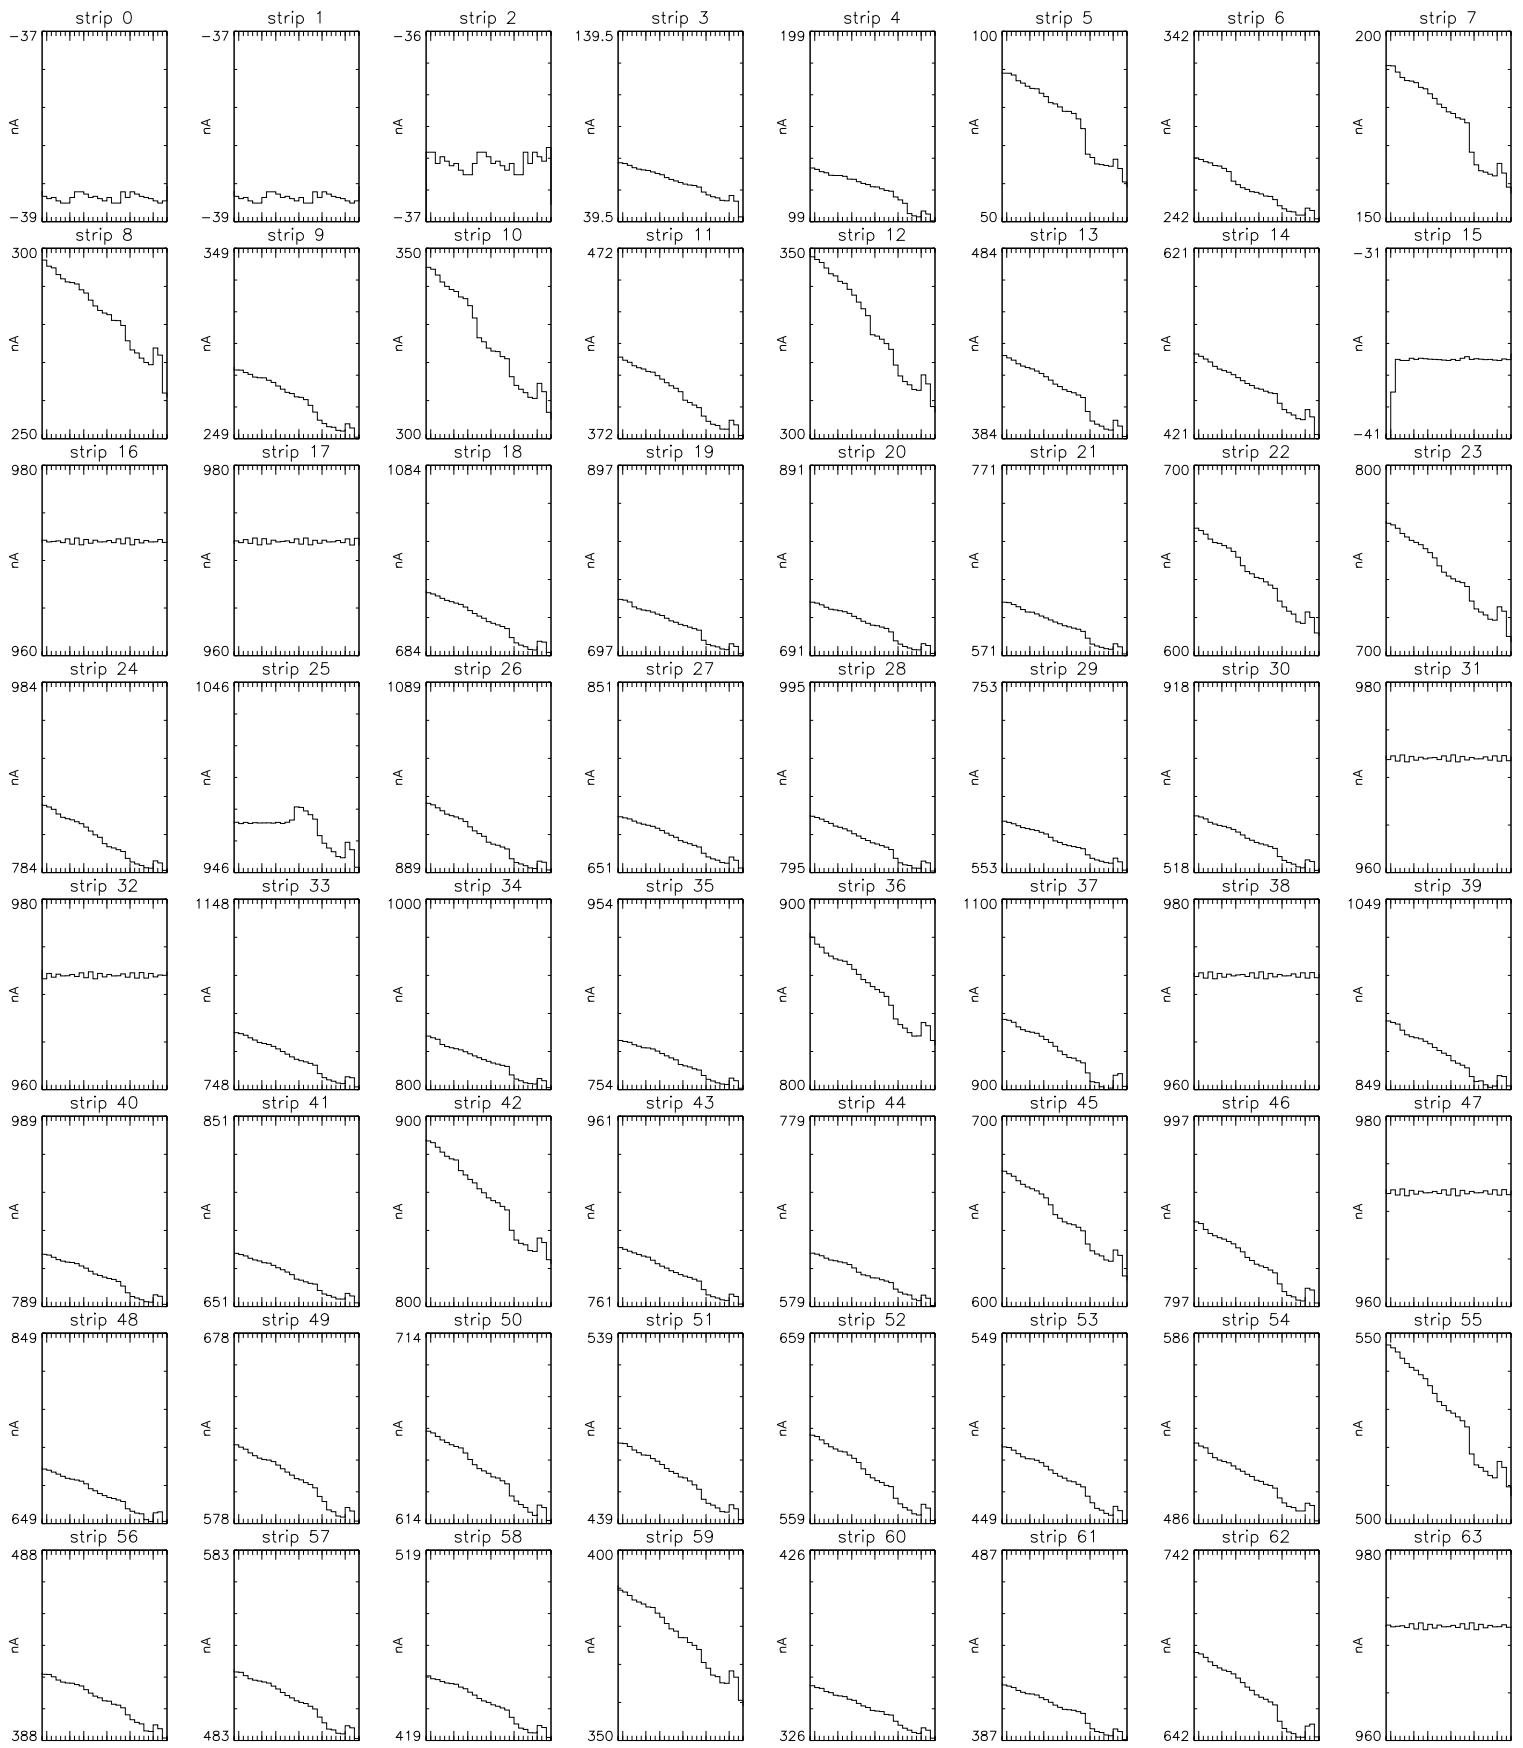 strip 0 strip 1 strip 2 strip 3 strip 4 strip 5 strip 6 strip 7
-37 -37 -36 139.5 199 100 342 200
nA nA nA nA nA nA nA nA
-39 -39 -37 39.5 99 50 242 150
strip 8 strip 9 strip 10 strip 11 strip 12 strip 13 strip 14 strip 15
300 349 350 472 350 484 621 -31
nA nA nA nA nA nA nA nA
250 249 300 372 300 384 421 -41
strip 16 strip 17 strip 18 strip 19 strip 20 strip 21 strip 22 strip 23
980 980 1084 897 891 771 700 800
nA nA nA nA nA nA nA nA
960 960 684 697 691 571 600 700
strip 24 strip 25 strip 26 strip 27 strip 28 strip 29 strip 30 strip 31
984 1046 1089 851 995 753 918 980
nA nA nA nA nA nA nA nA
784 946 889 651 795 553 518 960
strip 32 strip 33 strip 34 strip 35 strip 36 strip 37 strip 38 strip 39
980 1148 1000 954 900 1100 980 1049
nA nA nA nA nA nA nA nA
960 748 800 754 800 900 960 849
strip 40 strip 41 strip 42 strip 43 strip 44 strip 45 strip 46 strip 47
989 851 900 961 779 700 997 980
nA nA nA nA nA nA nA nA
789 651 800 761 579 600 797 960
strip 48 strip 49 strip 50 strip 51 strip 52 strip 53 strip 54 strip 55
849 678 714 539 659 549 586 550
nA nA nA nA nA nA nA nA
649 578 614 439 559 449 486 500
strip 56 strip 57 strip 58 strip 59 strip 60 strip 61 strip 62 strip 63
488 583 519 400 426 487 742 980
nA nA nA nA nA nA nA nA
388 483 419 350 326 387 642 960